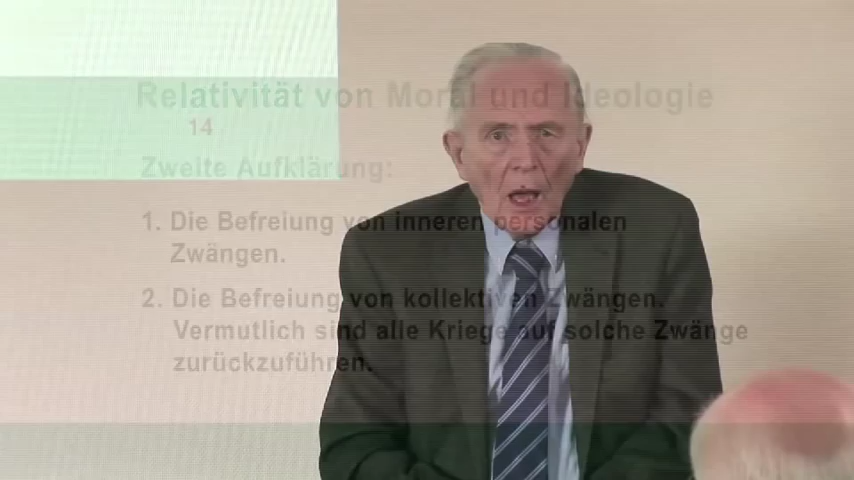 Relativität von Moral und Ideologie
14
Zweite Aufklärung:
1. Die Befreiung von inneren personalen
Zwängen.
2. Die Befreiung von kollektiven Zwängen.
Vermutlich sind alle Kriege auf solche Zwänge
zurückzuführen.